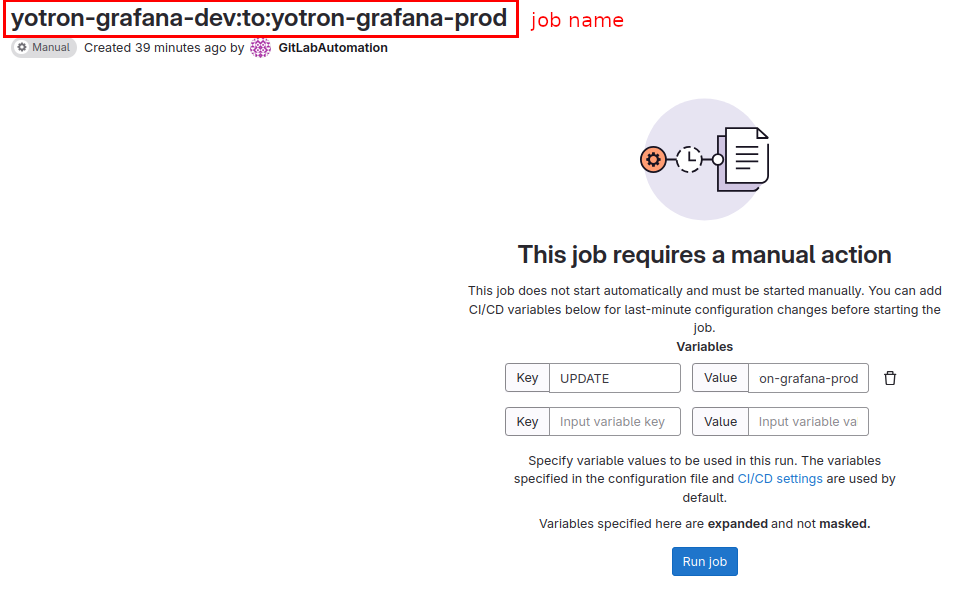 yotron-grafana-dev:to:yotron-grafana-prod job name
Manual Created 39 minutes ago by GitLabAutomation
This job requires a manual action
This job does not start automatically and must be started manually. You can add
CI/CD variables below for last-minute configuration changes before starting the
job.
Variables
Key UPDATE Value on-grafana-prod
Key Input variable key Value Input variable va
Specify variable values to be used in this run. The variables
specified in the configuration file and CI/CD settings are used by
default.
Variables specified here are expanded and not masked.
Run job